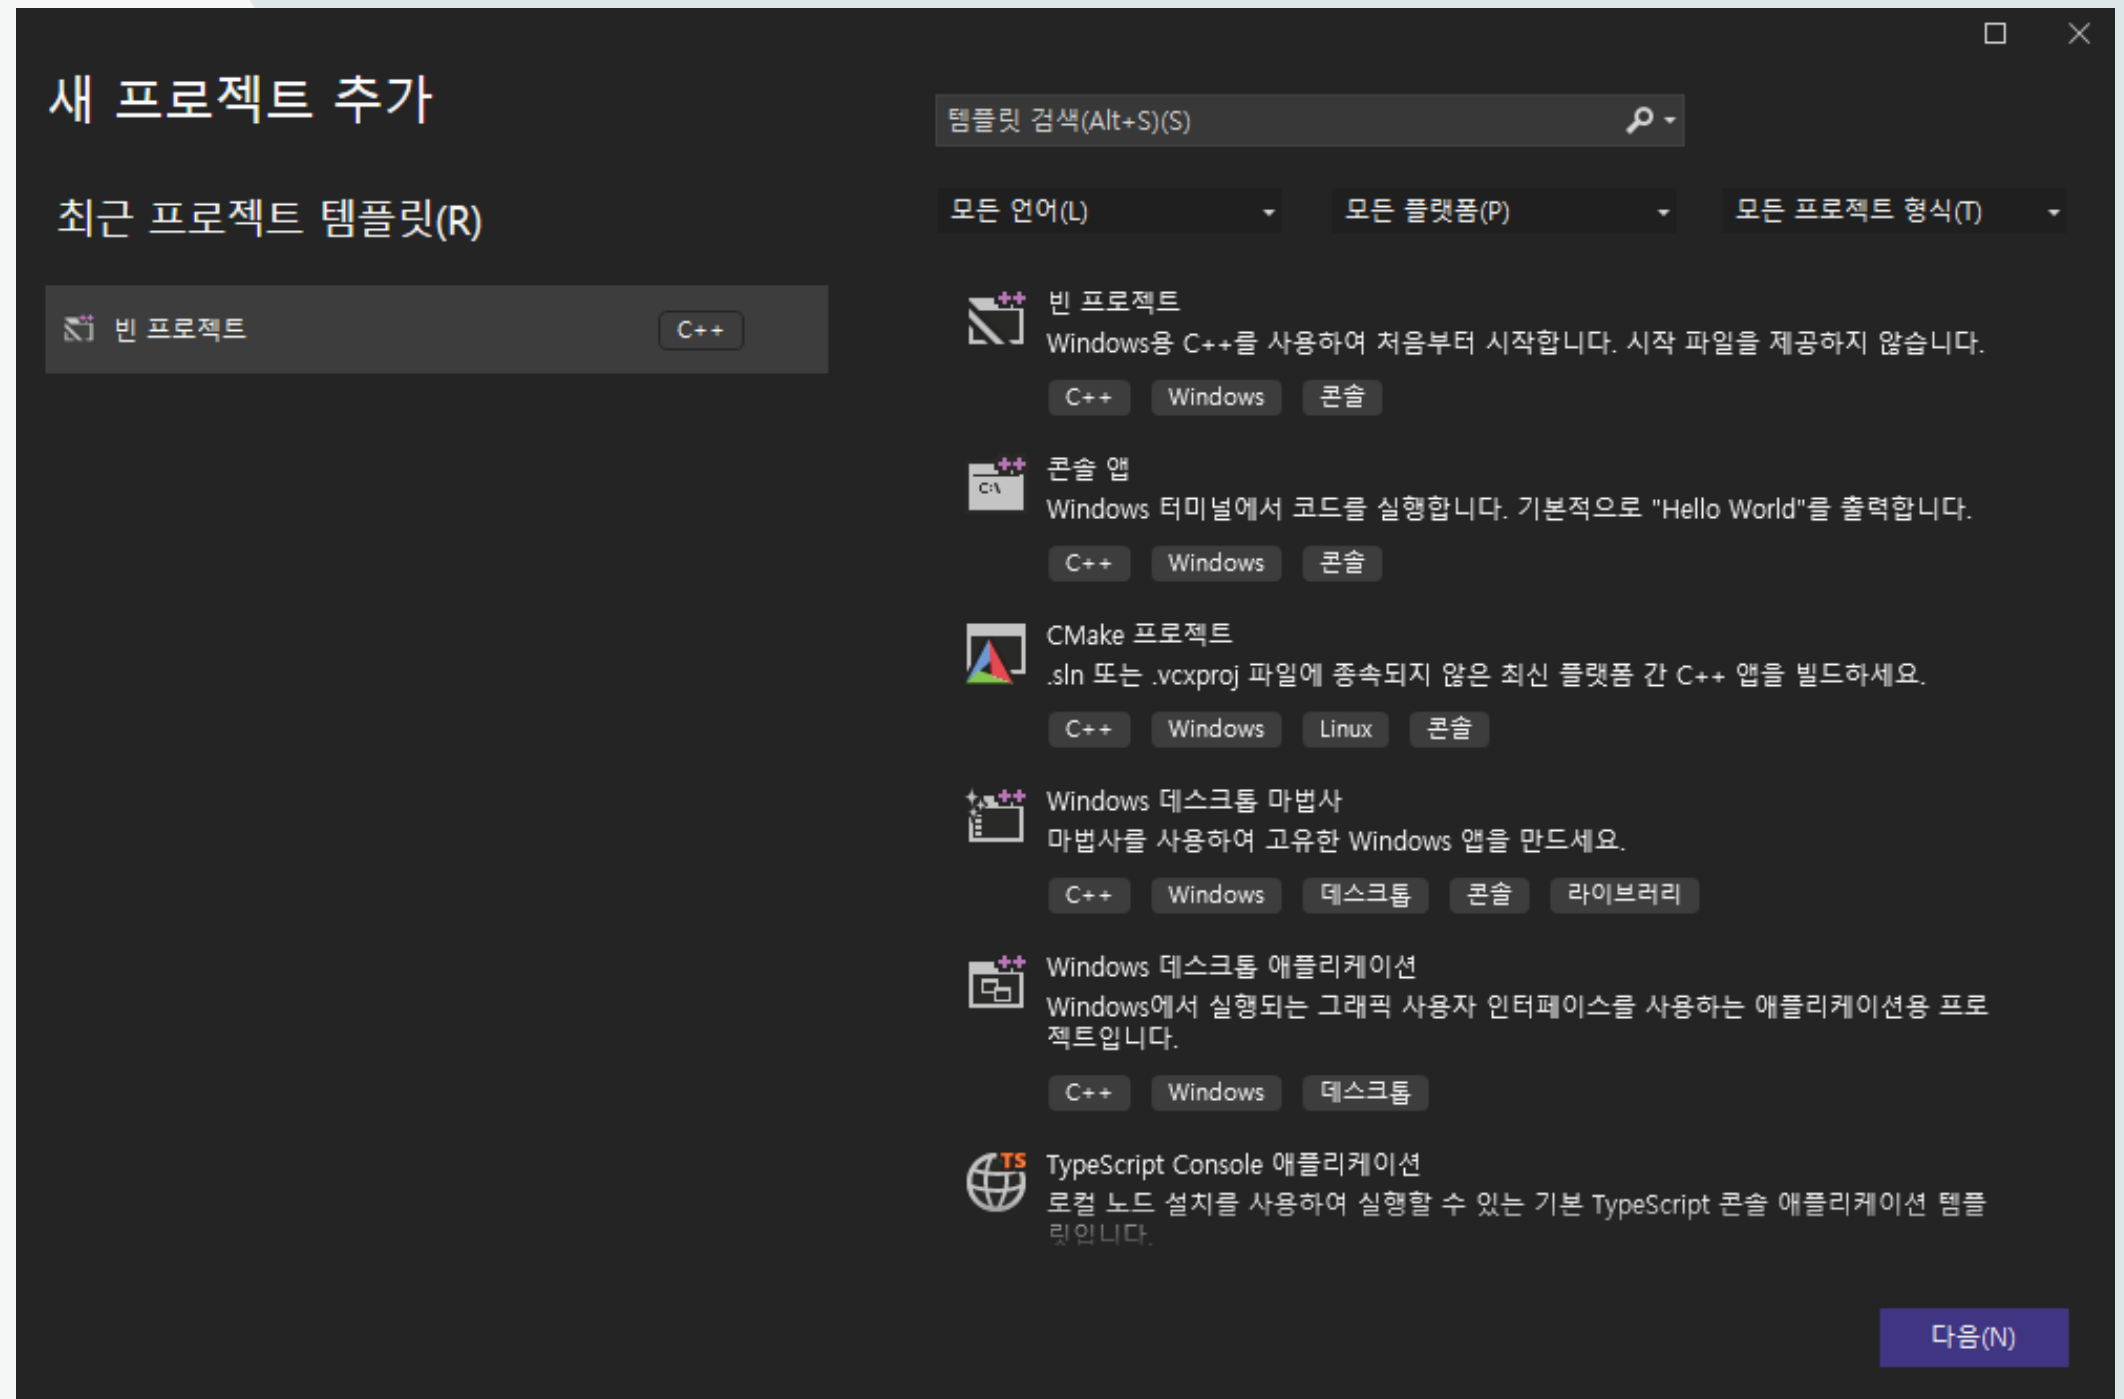 새 프로젝트 추가
템플릿 검색(Alt+S)(S)
최근 프로젝트 템플릿(R)
모든 언어(L)
모든 플랫폼(P)
모든 프로젝트 형식(T)
빈 프로젝트
C++
빈 프로젝트
Windows용 C++를 사용하여 처음부터 시작합니다. 시작 파일을 제공하지 않습니다.
C++ Windows 콘솔
C:\
콘솔 앱
Windows 터미널에서 코드를 실행합니다. 기본적으로 "Hello World"를 출력합니다.
C++ Windows 콘솔
CMake 프로젝트
.sln 또는 .vcxproj 파일에 종속되지 않은 최신 플랫폼 간 C++ 앱을 빌드하세요.
C++ Windows Linux 콘솔
Windows 데스크톱 마법사
마법사를 사용하여 고유한 Windows 앱을 만드세요.
C++ Windows 데스크톱 콘솔 라이브러리
Windows 데스크톱 애플리케이션
Windows에서 실행되는 그래픽 사용자 인터페이스를 사용하는 애플리케이션용 프로
젝트입니다.
C++ Windows 데스크톱
TS
TypeScript Console 애플리케이션
로컬 노드 설치를 사용하여 실행할 수 있는 기본 TypeScript 콘솔 애플리케이션 템플
릿입니다.
다음(N)